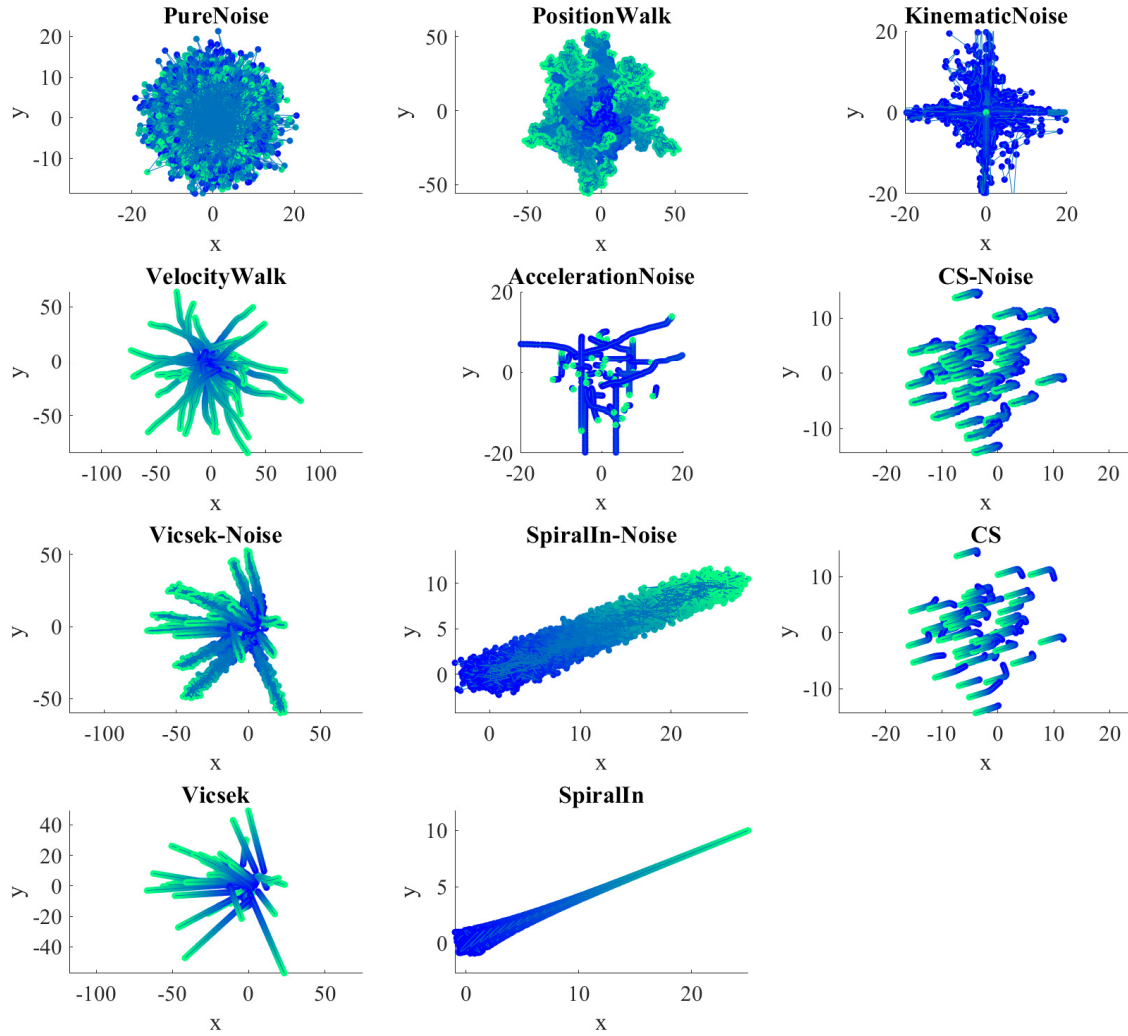 PureNoise
20
10
0
-10
y
-20 0 20
x
PositionWalk
50
0
-50
y
-50 0 50
x
KinematicNoise
20
0
-20
y
-20 0 20
x
VelocityWalk
50
0
-50
y
-100 -50 0 50 100
x
AccelerationNoise
20
0
-20
y
-20 0 20
x
CS-Noise
10
0
-10
y
-20 -10 0 10 20
x
Vicsek-Noise
50
0
-50
y
-100 -50 0 50
x
SpiralIn-Noise
10
5
0
y
0 10 20
x
CS
10
0
-10
y
-20 -10 0 10 20
x
Vicsek
40
20
0
-20
-40
y
-100 -50 0 50
x
SpiralIn
10
5
0
y
0 10 20
x